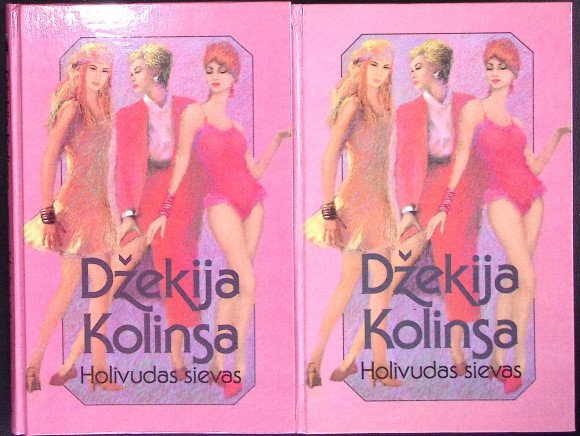 Džekija
Kolinsa
Holivudas sievas
Džekija
Kolinsa
Holivudas sievas